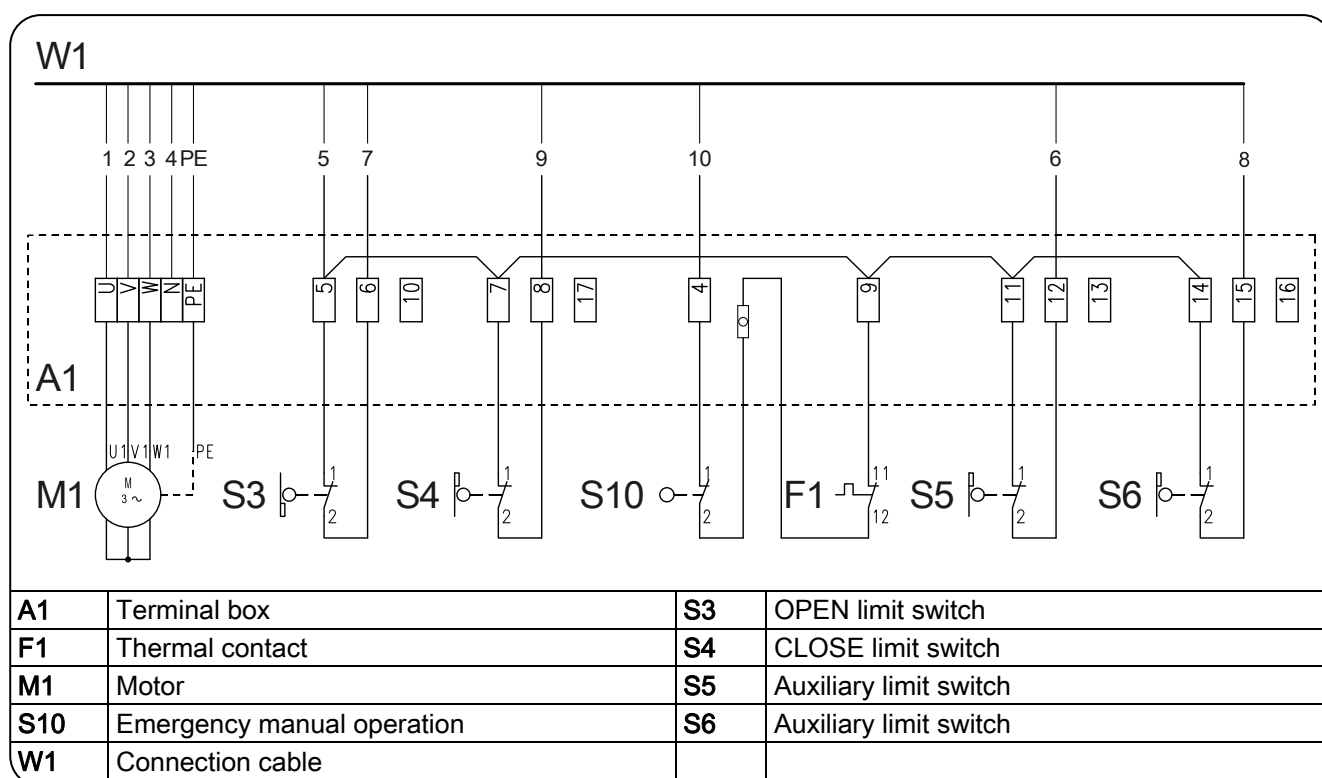 W1
1 2 3 4 PE 5 7 9 10 6 8
U V W N PE 5 6 10 7 8 17 4 9 11 12 13 14 15 16
A1
U1 V1 W1 PE
1 1 1 11 1 1
M1 M 3 ~ S3 S4 S10 F1 S5 S6
2 2 2 12 2 2
A1 Terminal box S3 OPEN limit switch
F1 Thermal contact S4 CLOSE limit switch
M1 Motor S5 Auxiliary limit switch
S10 Emergency manual operation S6 Auxiliary limit switch
W1 Connection cable